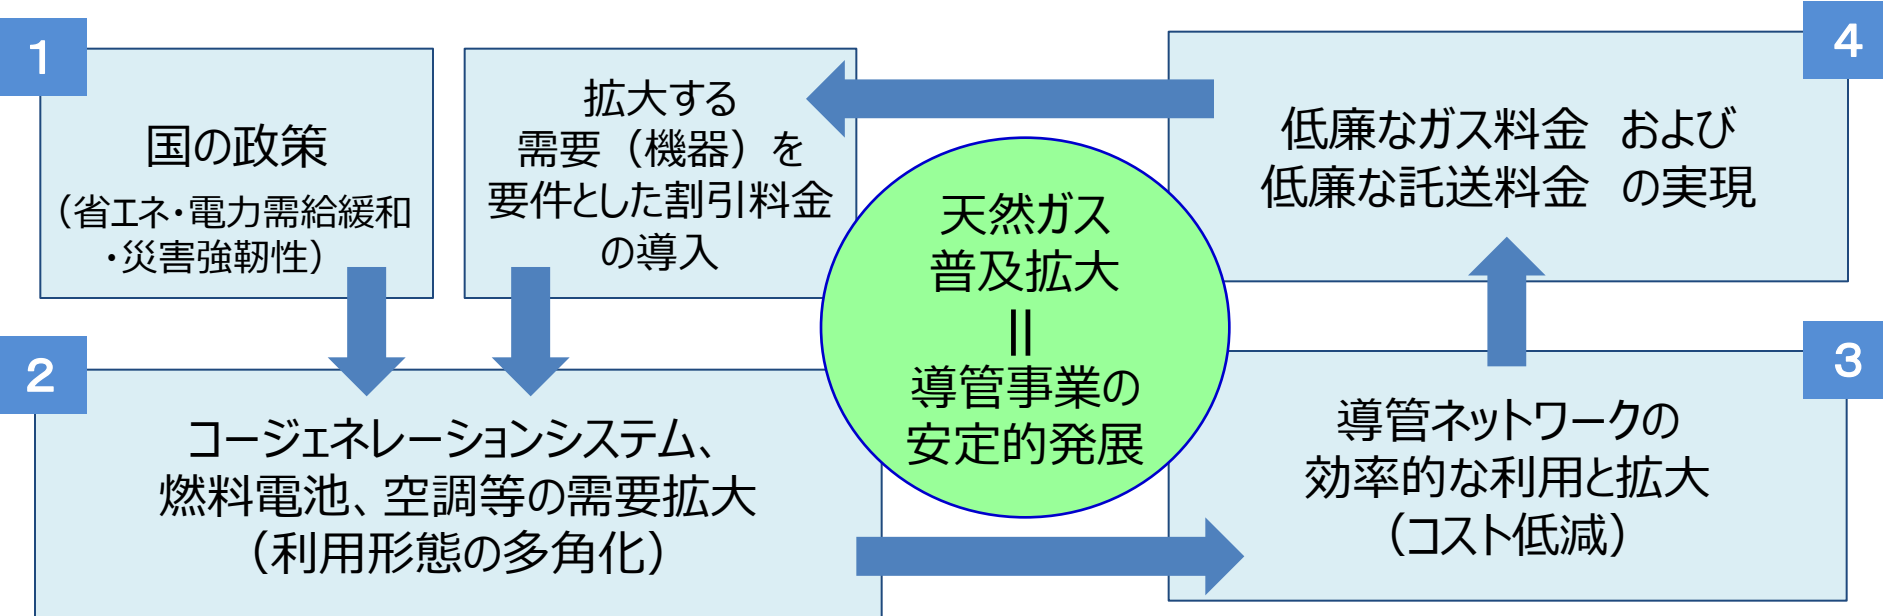 1
国の政策
（省エネ・電力需給緩和
・災害強靭性）
拡大する
需要（機器）を
要件とした割引料金
の導入
2
コージェネレーションシステム、
燃料電池、空調等の需要拡大
（利用形態の多角化）
天然ガス
普及拡大
＝
導管事業の
安定的発展
3
導管ネットワークの
効率的な利用と拡大
（コスト低減）
4
低廉なガス料金　および
低廉な託送料金　の実現